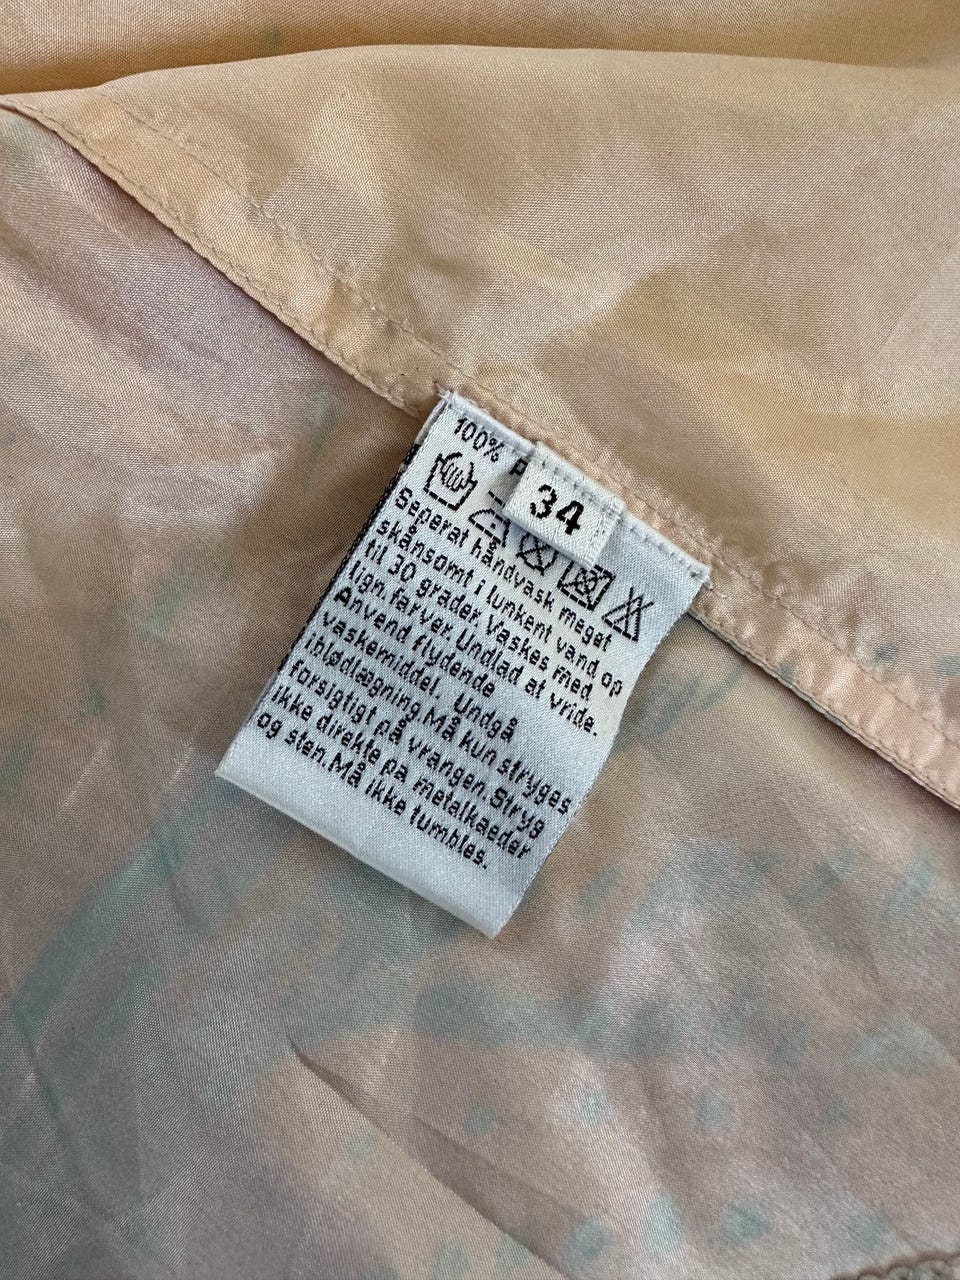 100%
34
Seperat håndvask meget
skånsomt i lunkent vand op
til 30 grader. Vaskes med
lign. farver. Undlad at vride.
Anvend flydende
vaskemiddel. Undgå
iblødlægning Må kun stryges
forsigtigt på vrangen. Stryg
ikke direkte på metalkaeder
og sten. Må ikke tumbles.